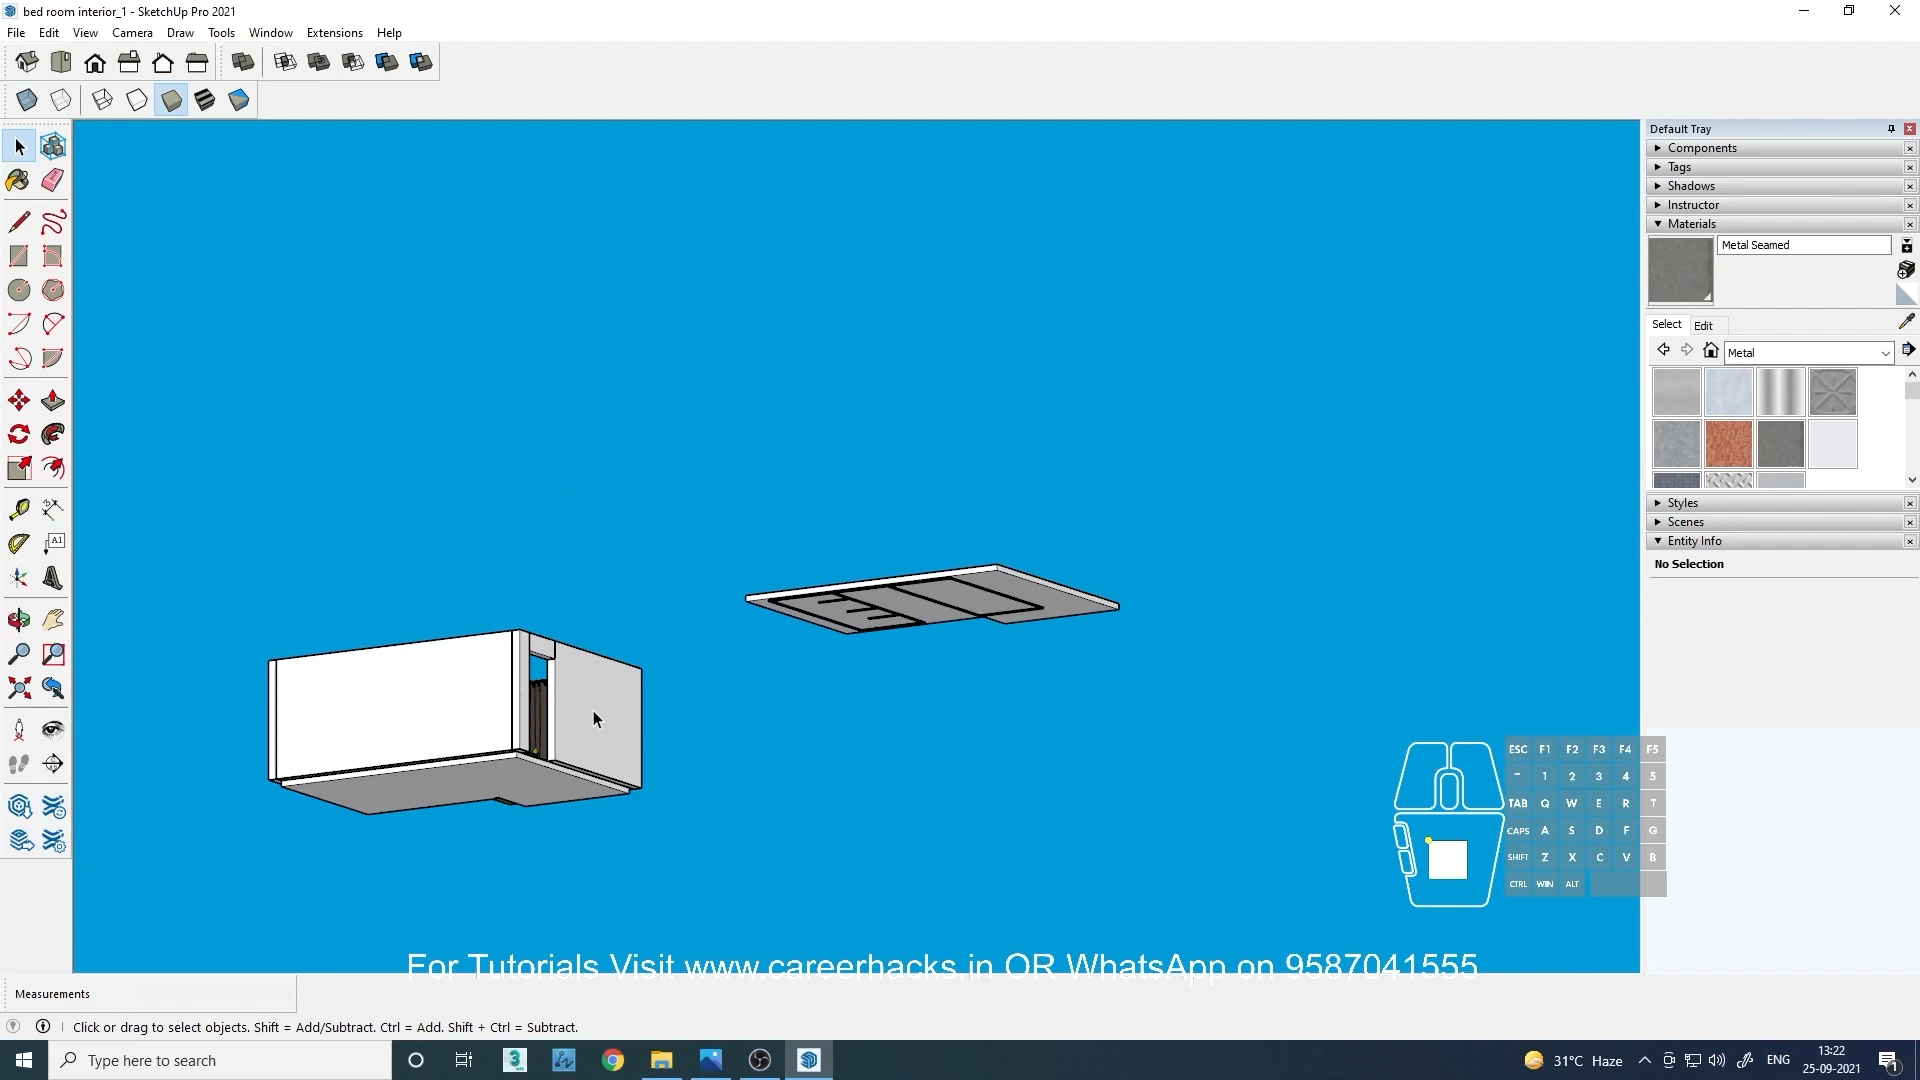 bed room interior_1 - SketchUp Pro 2021
File Edit View Camera Draw Tools Window Extensions Help
Default Tray
Components
Tags
Shadows
Instructor
Materials
Metal Seamed
Select Edit
Metal
Styles
Scenes
Entity Info
No Selection
A1
ESC F1 F2 F3 F4 F5
~ 1 2 3 4 5
TAB Q W E R T
CAPS A S D F G
SHIFT Z X C V B
CTRL WIN ALT
For Tutorials Visit www.careerhacks.in OR WhatsApp on 9587041555
Measurements
Click or drag to select objects. Shift = Add/Subtract. Ctrl = Add. Shift + Ctrl = Subtract.
Type here to search
31°C Haze
ENG
13:22
25-09-2021
1